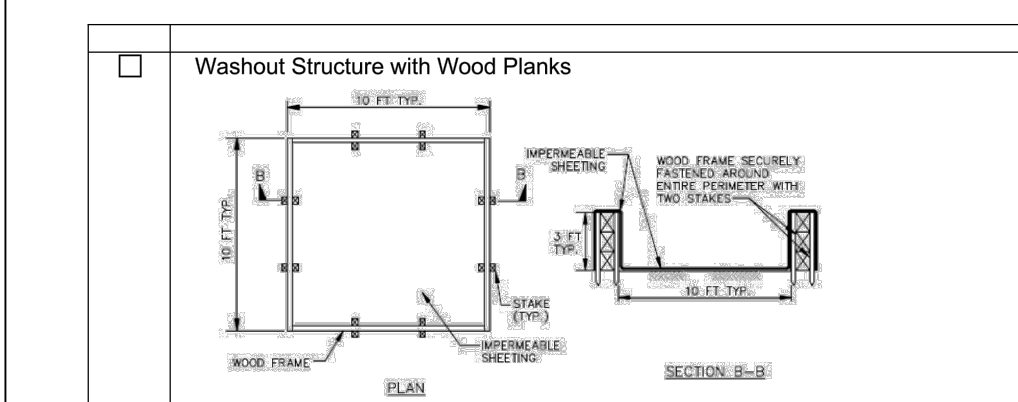 Washout Structure with Wood Planks
10 FT TYP.
B
B
10 FT TYP.
STAKE
(TYP.)
IMPERMEABLE
SHEETING
WOOD FRAME
PLAN
IMPERMEABLE
SHEETING
WOOD FRAME SECURELY
FASTENED AROUND
ENTIRE PERIMETER WITH
TWO STAKES
3 FT
TYP.
10 FT TYP.
SECTION B-B